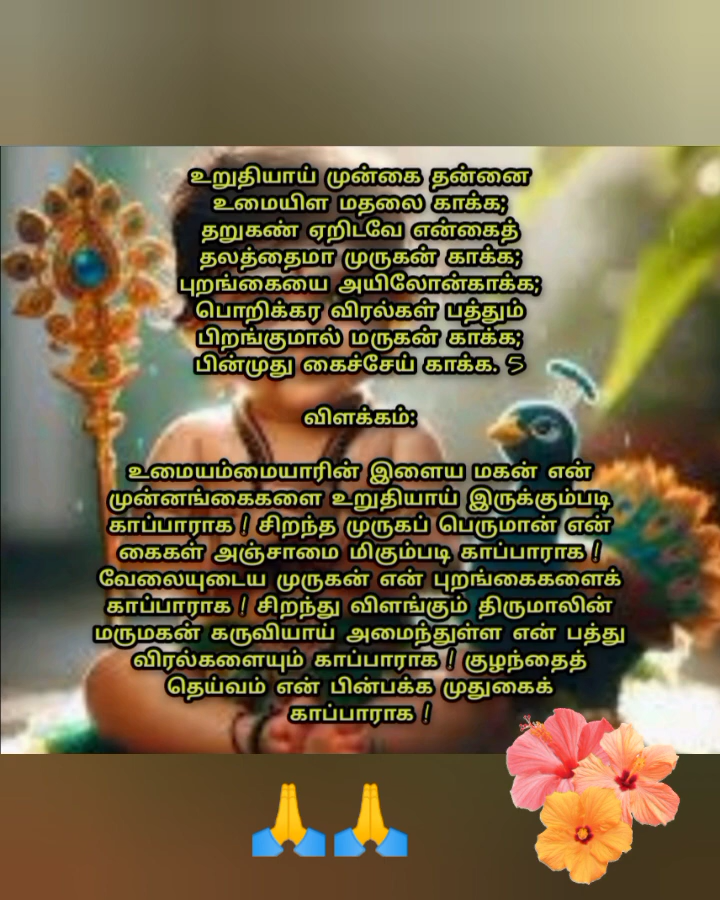 உறுதியாய் முன்கை தன்னை
உமையிள மதலை காக்க;
தறுகண் ஏறிடவே என்கைத்
தலத்தைமா முருகன் காக்க;
புறங்கையை அயிலோன்காக்க;
பொறிக்கர விரல்கள் பத்தும்
பிறங்குமால் மருகன் காக்க;
பின்முது கைச்சேய் காக்க. 5
விளக்கம்:
உமையம்மையாரின் இளைய மகன் என்
முன்னங்கைகளை உறுதியாய் இருக்கும்படி
காப்பாராக ! சிறந்த முருகப் பெருமான் என்
கைகள் அஞ்சாமை மிகும்படி காப்பாராக !
வேலையுடைய முருகன் என் புறங்கைகளைக்
காப்பாராக ! சிறந்து விளங்கும் திருமாலின்
மருமகன் கருவியாய் அமைந்துள்ள என் பத்து
விரல்களையும் காப்பாராக ! குழந்தைத்
தெய்வம் என் பின்பக்க முதுகைக்
காப்பாராக !